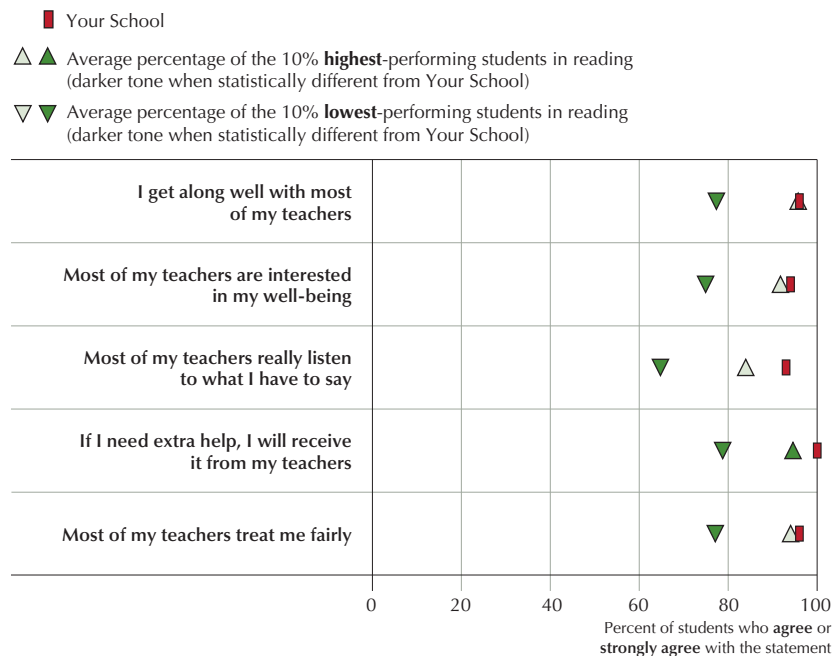 Your School
Average percentage of the 10% highest-performing students in reading
(darker tone when statistically different from Your School)
Average percentage of the 10% lowest-performing students in reading
(darker tone when statistically different from Your School)
I get along well with most
of my teachers
Most of my teachers are interested
in my well-being
Most of my teachers really listen
to what I have to say
If I need extra help, I will receive
it from my teachers
Most of my teachers treat me fairly
0 20 40 60 80 100
Percent of students who agree or
strongly agree with the statement